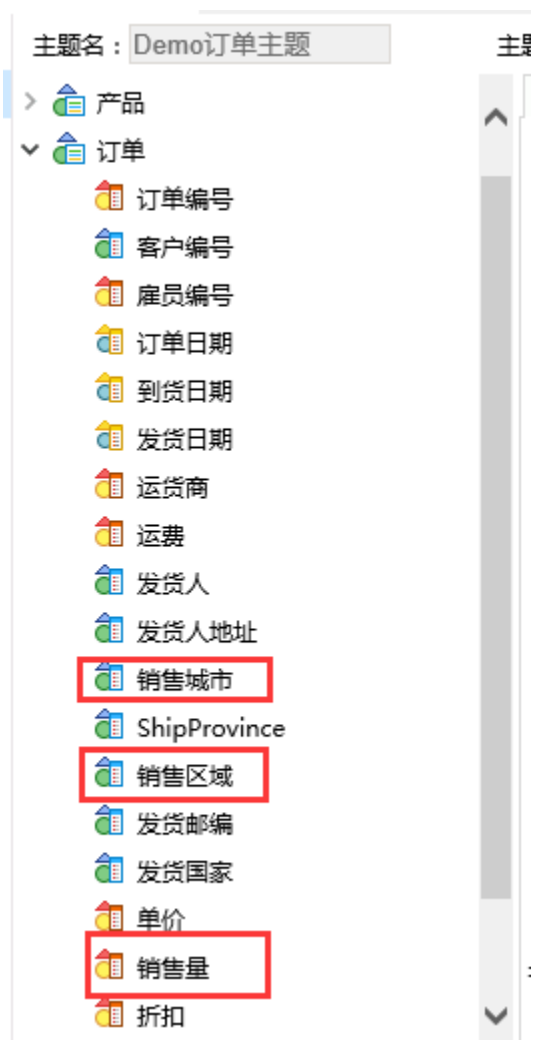 主题名：Demo订单主题
产品
订单
订单编号
客户编号
雇员编号
订单日期
到货日期
发货日期
运货商
运费
发货人
发货人地址
销售城市
ShipProvince
销售区域
发货邮编
发货国家
单价
销售量
折扣